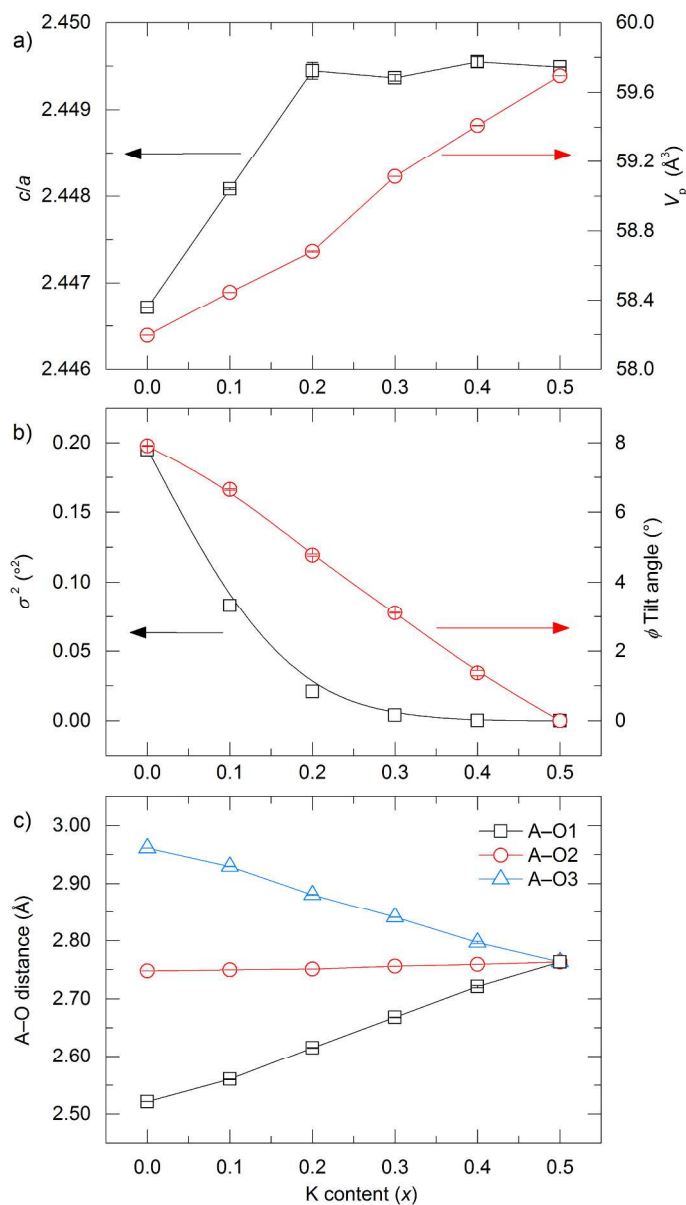 a)
2.450
2.449
2.448
2.447
2.446
c/a
60.0
59.6
59.2
58.8
58.4
58.0
V_p (Å³)
0.0 0.1 0.2 0.3 0.4 0.5
b)
0.20
0.15
0.10
0.05
0.00
σ² (°²)
8
6
4
2
0
ϕ Tilt angle (°)
0.0 0.1 0.2 0.3 0.4 0.5
c)
3.00
2.90
2.80
2.70
2.60
2.50
A–O distance (Å)
A–O1
A–O2
A–O3
0.0 0.1 0.2 0.3 0.4 0.5
K content (x)